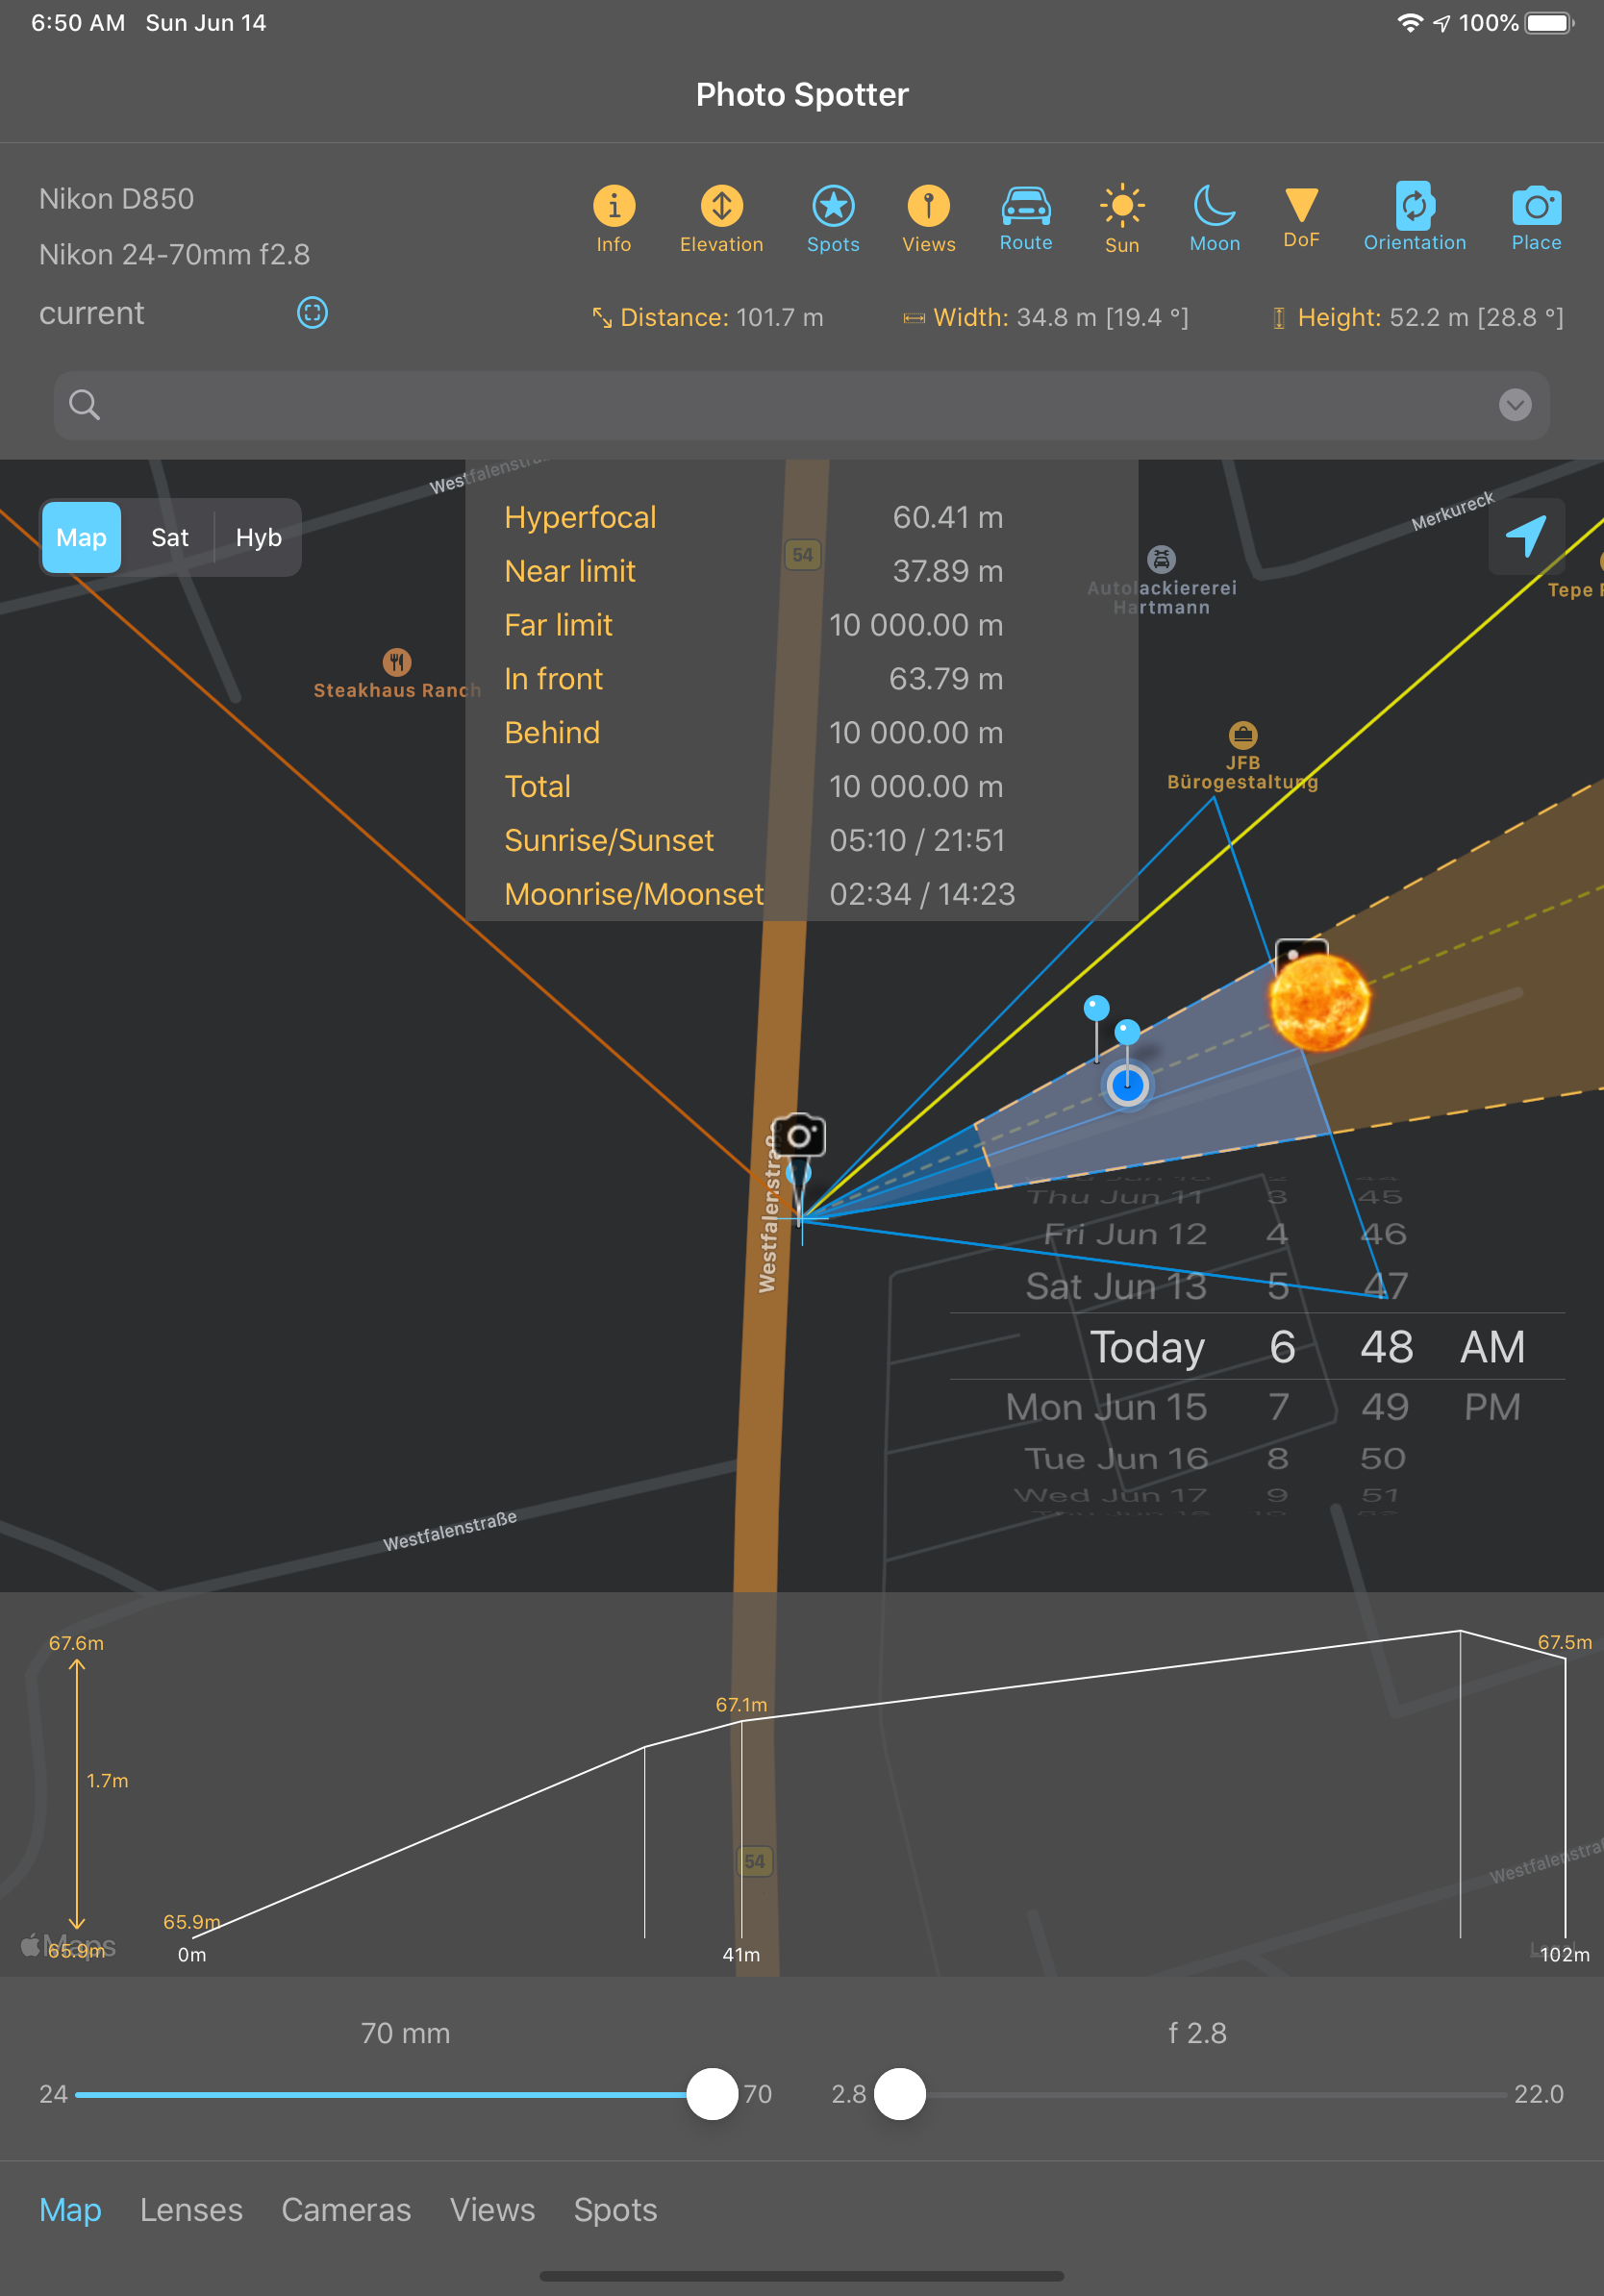 6:50 AM Sun Jun 14
100%
Photo Spotter
Nikon D850
Nikon 24-70mm f2.8
current
Info
Elevation
Spots
Views
Route
Sun
Moon
DoF
Orientation
Place
Distance: 101.7 m
Width: 34.8 m [19.4 °]
Height: 52.2 m [28.8 °]
Map
Sat
Hyb
Westfalenstra
Merkureck
54
Autolackiererei
Hartmann
Tepe
Steakhaus Ranch
JFB
Bürogestaltung
Hyperfocal 60.41 m
Near limit 37.89 m
Far limit 10 000.00 m
In front 63.79 m
Behind 10 000.00 m
Total 10 000.00 m
Sunrise/Sunset 05:10 / 21:51
Moonrise/Moonset 02:34 / 14:23
Westfalenstraße
Thu Jun 11 3 45
Fri Jun 12 4 46
Sat Jun 13 5 47
Today 6 48 AM
Mon Jun 15 7 49 PM
Tue Jun 16 8 50
Wed Jun 17 9 51
Westfalenstraße
67.6m
67.5m
67.1m
1.7m
54
Westfalenstra
65.9m
65.9m
Maps
0m
41m
102m
Legal
70 mm
f 2.8
24
70
2.8
22.0
Map
Lenses
Cameras
Views
Spots